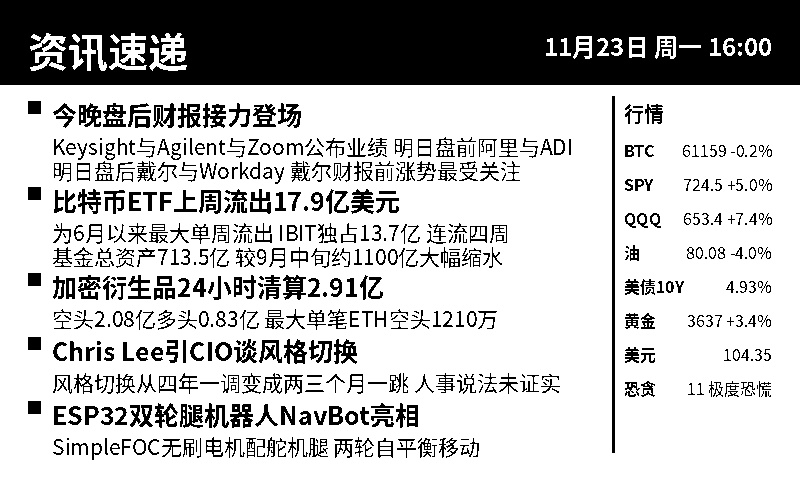 资讯速递
11月23日 周一 16:00
今晚盘后财报接力登场
Keysight与Agilent与Zoom公布业绩 明日盘前阿里与ADI
明日盘后戴尔与Workday 戴尔财报前涨势最受关注
比特币ETF上周流出17.9亿美元
为6月以来最大单周流出 IBIT独占13.7亿 连流四周
基金总资产713.5亿 较9月中旬约1100亿大幅缩水
加密衍生品24小时清算2.91亿
空头2.08亿多头0.83亿 最大单笔ETH空头1210万
Chris Lee引CIO谈风格切换
风格切换从四年一调变成两三个月一跳 人事说法未证实
ESP32双轮腿机器人NavBot亮相
SimpleFOC无刷电机配舵机腿 两轮自平衡移动
行情
BTC 61159 -0.2%
SPY 724.5 +5.0%
QQQ 653.4 +7.4%
油 80.08 -4.0%
美债10Y 4.93%
黄金 3637 +3.4%
美元 104.35
恐贪 11 极度恐慌